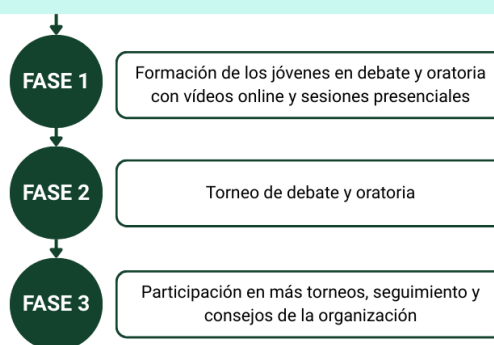 FASE 1
Formación de los jóvenes en debate y oratoria
con vídeos online y sesiones presenciales
FASE 2
Torneo de debate y oratoria
FASE 3
Participación en más torneos, seguimiento y
consejos de la organización